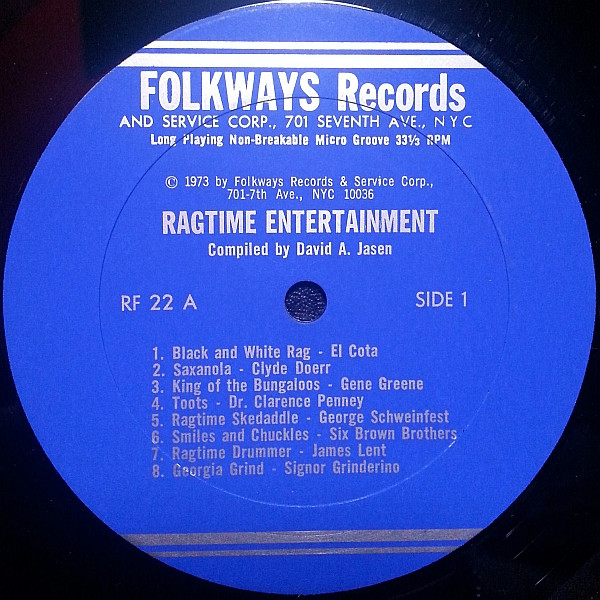 FOLKWAYS Records
AND SERVICE CORP., 701 SEVENTH AVE., N.Y.C
Long Playing Non-Breakable Micro Groove 33⅓ RPM
© 1973 by Folkways Records & Service Corp.,
701-7th Ave., NYC 10036
RAGTIME ENTERTAINMENT
Compiled by David A. Jasen
RF 22 A SIDE 1
1. Black and White Rag - El Cota
2. Saxanola - Clyde Doerr
3. King of the Bungaloos - Gene Greene
4. Toots - Dr. Clarence Penney
5. Ragtime Skedaddle - George Schweinfest
6. Smiles and Chuckles - Six Brown Brothers
7. Ragtime Drummer - James Lent
8. Georgia Grind - Signor Grinderino